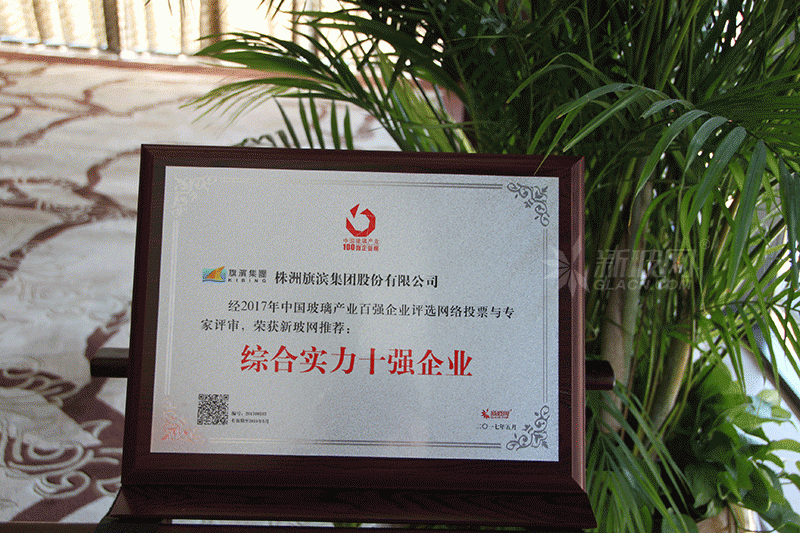 中国玻璃产业
100强企业榜
旗滨集团
KIBING
株洲旗滨集团股份有限公司
经2017年中国玻璃产业百强企业评选网络投票与专
家评审，荣获新玻网推荐：
综合实力十强企业
二〇一七年五月
新玻网
GLACN.COM